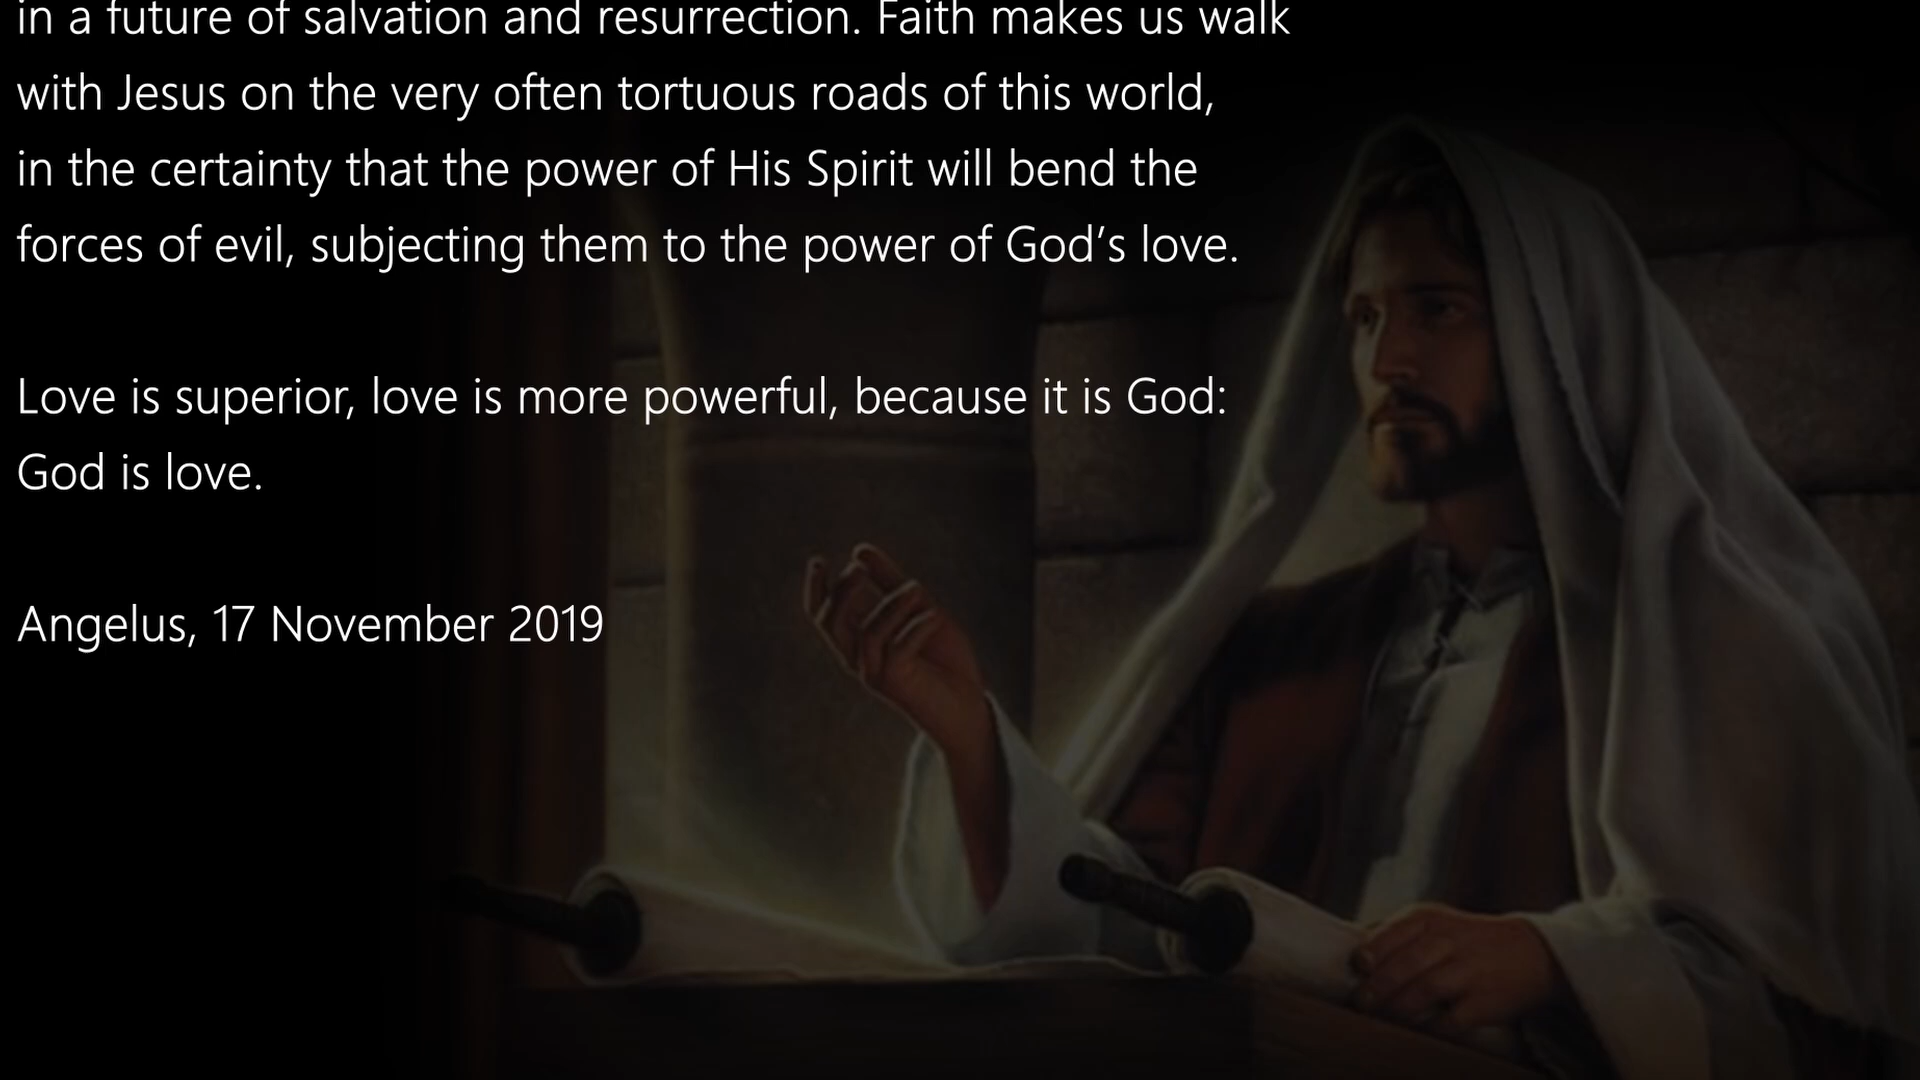 in a future of salvation and resurrection. Faith makes us walk
with Jesus on the very often tortuous roads of this world,
in the certainty that the power of His Spirit will bend the
forces of evil, subjecting them to the power of God’s love.
Love is superior, love is more powerful, because it is God:
God is love.
Angelus, 17 November 2019